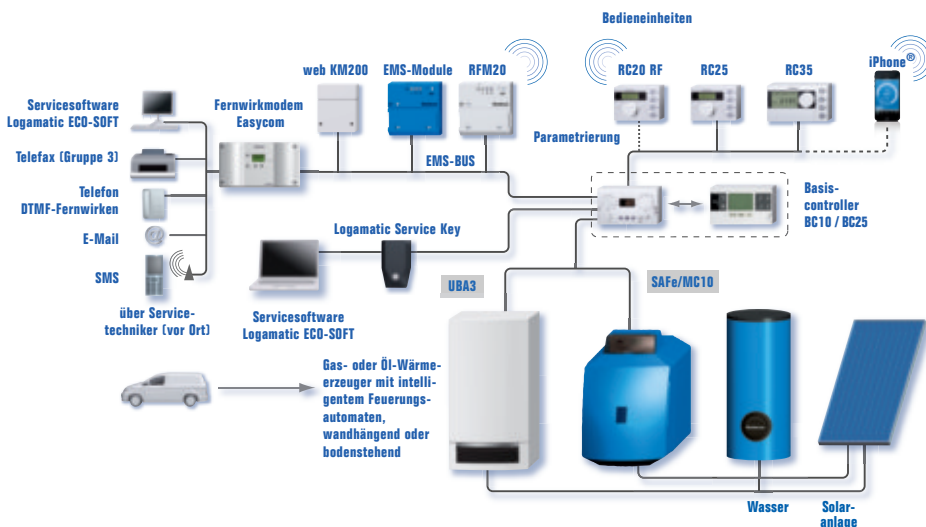 Bedieneinheiten
web KM200
EMS-Module
RFM20
RC20 RF
RC25
RC35
iPhone®
Servicesoftware
Logamatic ECO-SOFT
Fernwirkmodem
Easycom
Parametrierung
Telefax (Gruppe 3)
EMS-BUS
Telefon
DTMF-Fernwirken
Basis-
controller
BC10 / BC25
E-Mail
Logamatic Service Key
SMS
UBA3
SAFe/MC10
über Service-
techniker (vor Ort)
Servicesoftware
Logamatic ECO-SOFT
Gas- oder Öl-Wärme-
erzeuger mit intelli-
gentem Feuerungs-
automaten,
wandhängend oder
bodenstehend
Wasser
Solar-
anlage